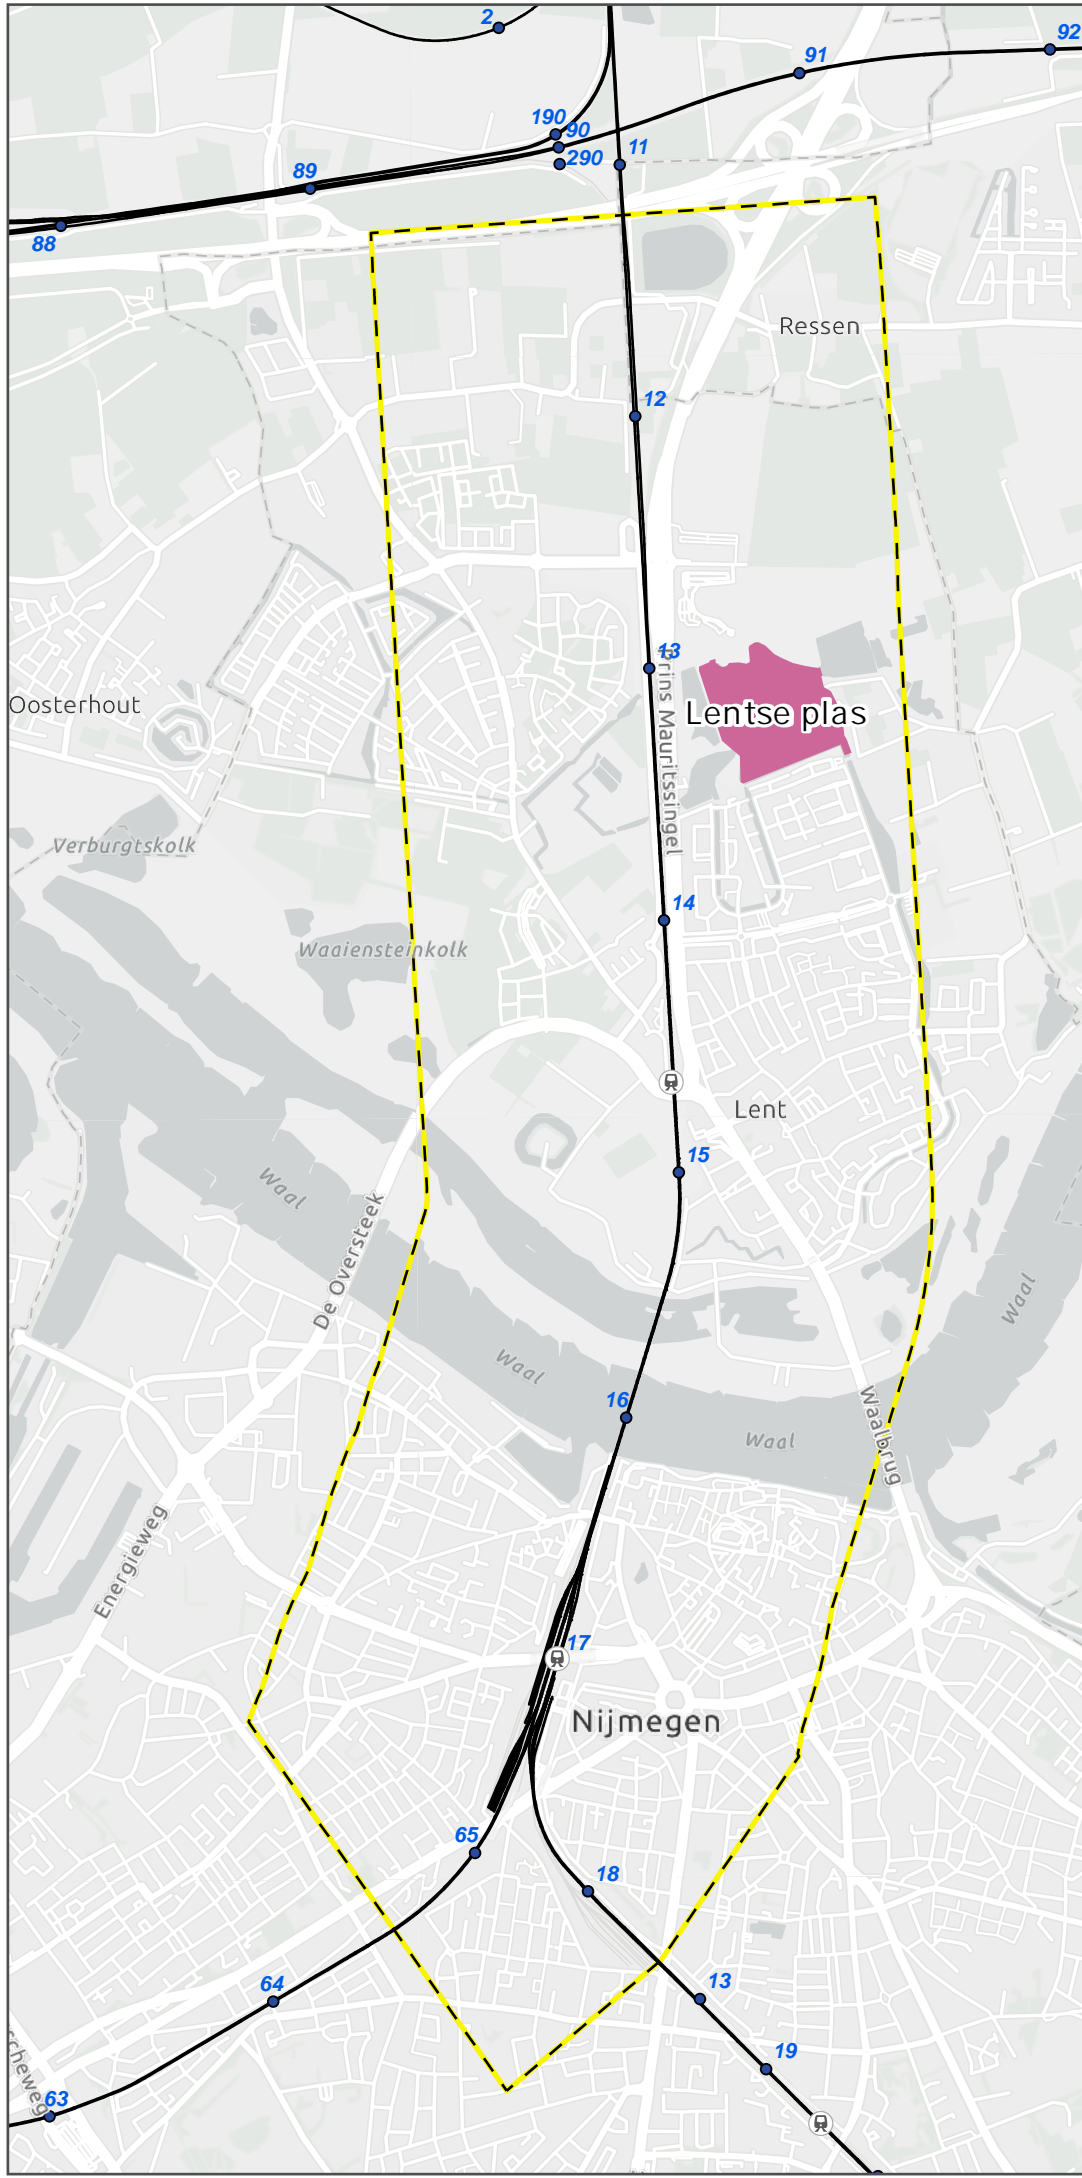 2
92
91
190
90
290
11
89
88
Ressen
12
13
Prins Mauritssingel
Lentse plas
Oosterhout
Verburgtskolk
14
Waaiensteinkolk
Lent
15
Waal
De Oversteek
Waal
Waal
16
Waal
Waalbrug
Energieweg
17
Nijmegen
65
18
64
13
19
63